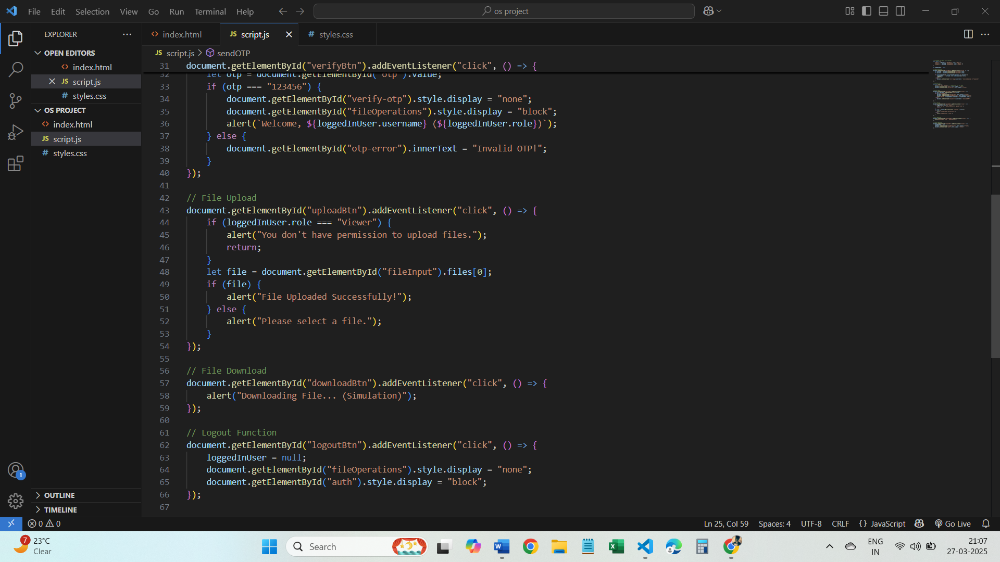 File Edit Selection View Go Run Terminal Help
os project
EXPLORER
OPEN EDITORS
index.html
script.js
styles.css
OS PROJECT
index.html
script.js
styles.css
OUTLINE
TIMELINE
index.html
JS script.js
# styles.css
JS script.js > sendOTP
31 document.getElementById("verifyBtn").addEventListener("click", () => {
32 let otp = document.getElementById("otp").value;
33 if (otp === "123456") {
34 document.getElementById("verify-otp").style.display = "none";
35 document.getElementById("fileOperations").style.display = "block";
36 alert(`Welcome, ${loggedInUser.username} (${loggedInUser.role})`);
37 } else {
38 document.getElementById("otp-error").innerText = "Invalid OTP!";
39 }
40 });
41
42 // File Upload
43 document.getElementById("uploadBtn").addEventListener("click", () => {
44 if (loggedInUser.role === "Viewer") {
45 alert("You don't have permission to upload files.");
46 return;
47 }
48 let file = document.getElementById("fileInput").files[0];
49 if (file) {
50 alert("File Uploaded Successfully!");
51 } else {
52 alert("Please select a file.");
53 }
54 });
55
56 // File Download
57 document.getElementById("downloadBtn").addEventListener("click", () => {
58 alert("Downloading File... (Simulation)");
59 });
60
61 // Logout Function
62 document.getElementById("logoutBtn").addEventListener("click", () => {
63 loggedInUser = null;
64 document.getElementById("fileOperations").style.display = "none";
65 document.getElementById("auth").style.display = "block";
66 });
67
1
0 0
Ln 25, Col 59 Spaces: 4 UTF-8 CRLF {} JavaScript Go Live
7
23°C
Clear
Search
ENG
IN
21:07
27-03-2025